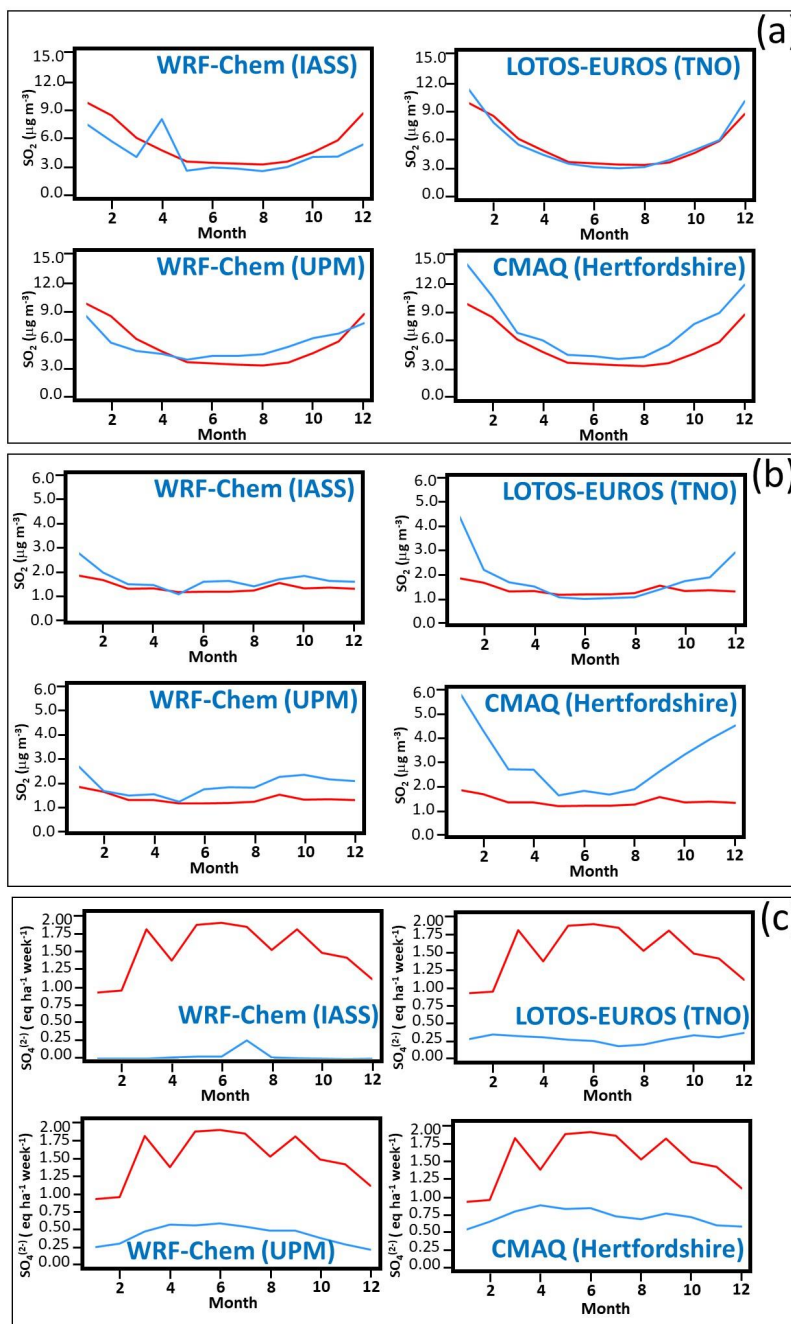 (a)
WRF-Chem (IASS)
SO2 (µg m-3)
15.0
12.0
9.0
6.0
3.0
0.0
2 4 6 8 10 12
Month
LOTOS-EUROS (TNO)
SO2 (µg m-3)
15.0
12.0
9.0
6.0
3.0
0.0
2 4 6 8 10 12
Month
WRF-Chem (UPM)
SO2 (µg m-3)
15.0
12.0
9.0
6.0
3.0
0.0
2 4 6 8 10 12
Month
CMAQ (Hertfordshire)
SO2 (µg m-3)
15.0
12.0
9.0
6.0
3.0
0.0
2 4 6 8 10 12
Month
(b)
WRF-Chem (IASS)
SO2 (µg m-3)
6.0
5.0
4.0
3.0
2.0
1.0
0.0
2 4 6 8 10 12
Month
LOTOS-EUROS (TNO)
SO2 (µg m-3)
6.0
5.0
4.0
3.0
2.0
1.0
0.0
2 4 6 8 10 12
Month
WRF-Chem (UPM)
SO2 (µg m-3)
6.0
5.0
4.0
3.0
2.0
1.0
0.0
2 4 6 8 10 12
Month
CMAQ (Hertfordshire)
SO2 (µg m-3)
6.0
5.0
4.0
3.0
2.0
1.0
0.0
2 4 6 8 10 12
Month
(c)
WRF-Chem (IASS)
SO4(2-) ( eq ha-1 week-1)
2.00
1.75
1.25
1.00
0.75
0.50
0.25
0.00
2 4 6 8 10 12
LOTOS-EUROS (TNO)
SO4(2-) ( eq ha-1 week-1)
2.00
1.75
1.25
1.00
0.75
0.50
0.25
0.00
2 4 6 8 10 12
WRF-Chem (UPM)
SO4(2-) ( eq ha-1 week-1)
2.00
1.75
1.25
1.00
0.75
0.50
0.25
0.00
2 4 6 8 10 12
Month
CMAQ (Hertfordshire)
SO4(2-) ( eq ha-1 week-1)
2.00
1.75
1.25
1.00
0.75
0.50
0.25
0.00
2 4 6 8 10 12
Month